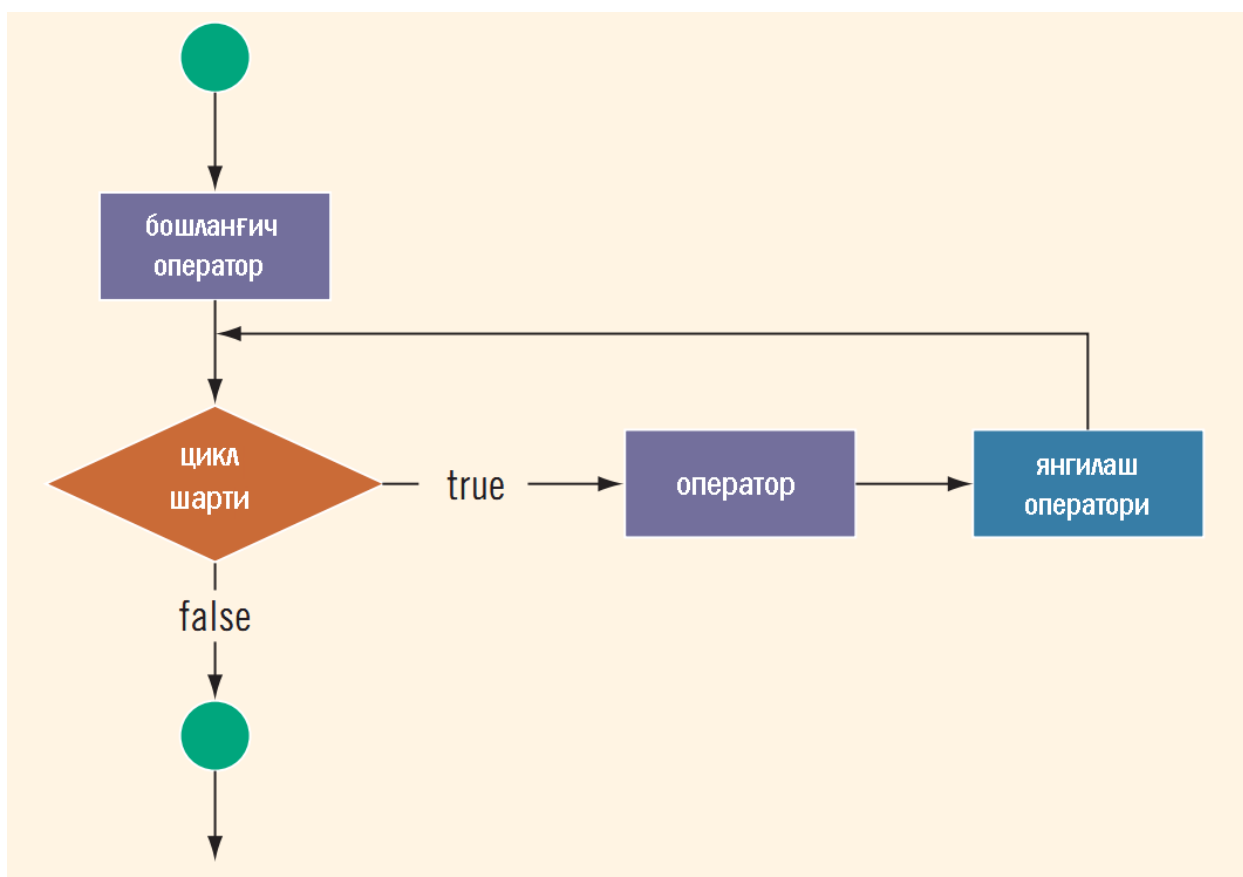 бошланғич
оператор
цикл
шарти
true
оператор
янгилаш
оператори
false